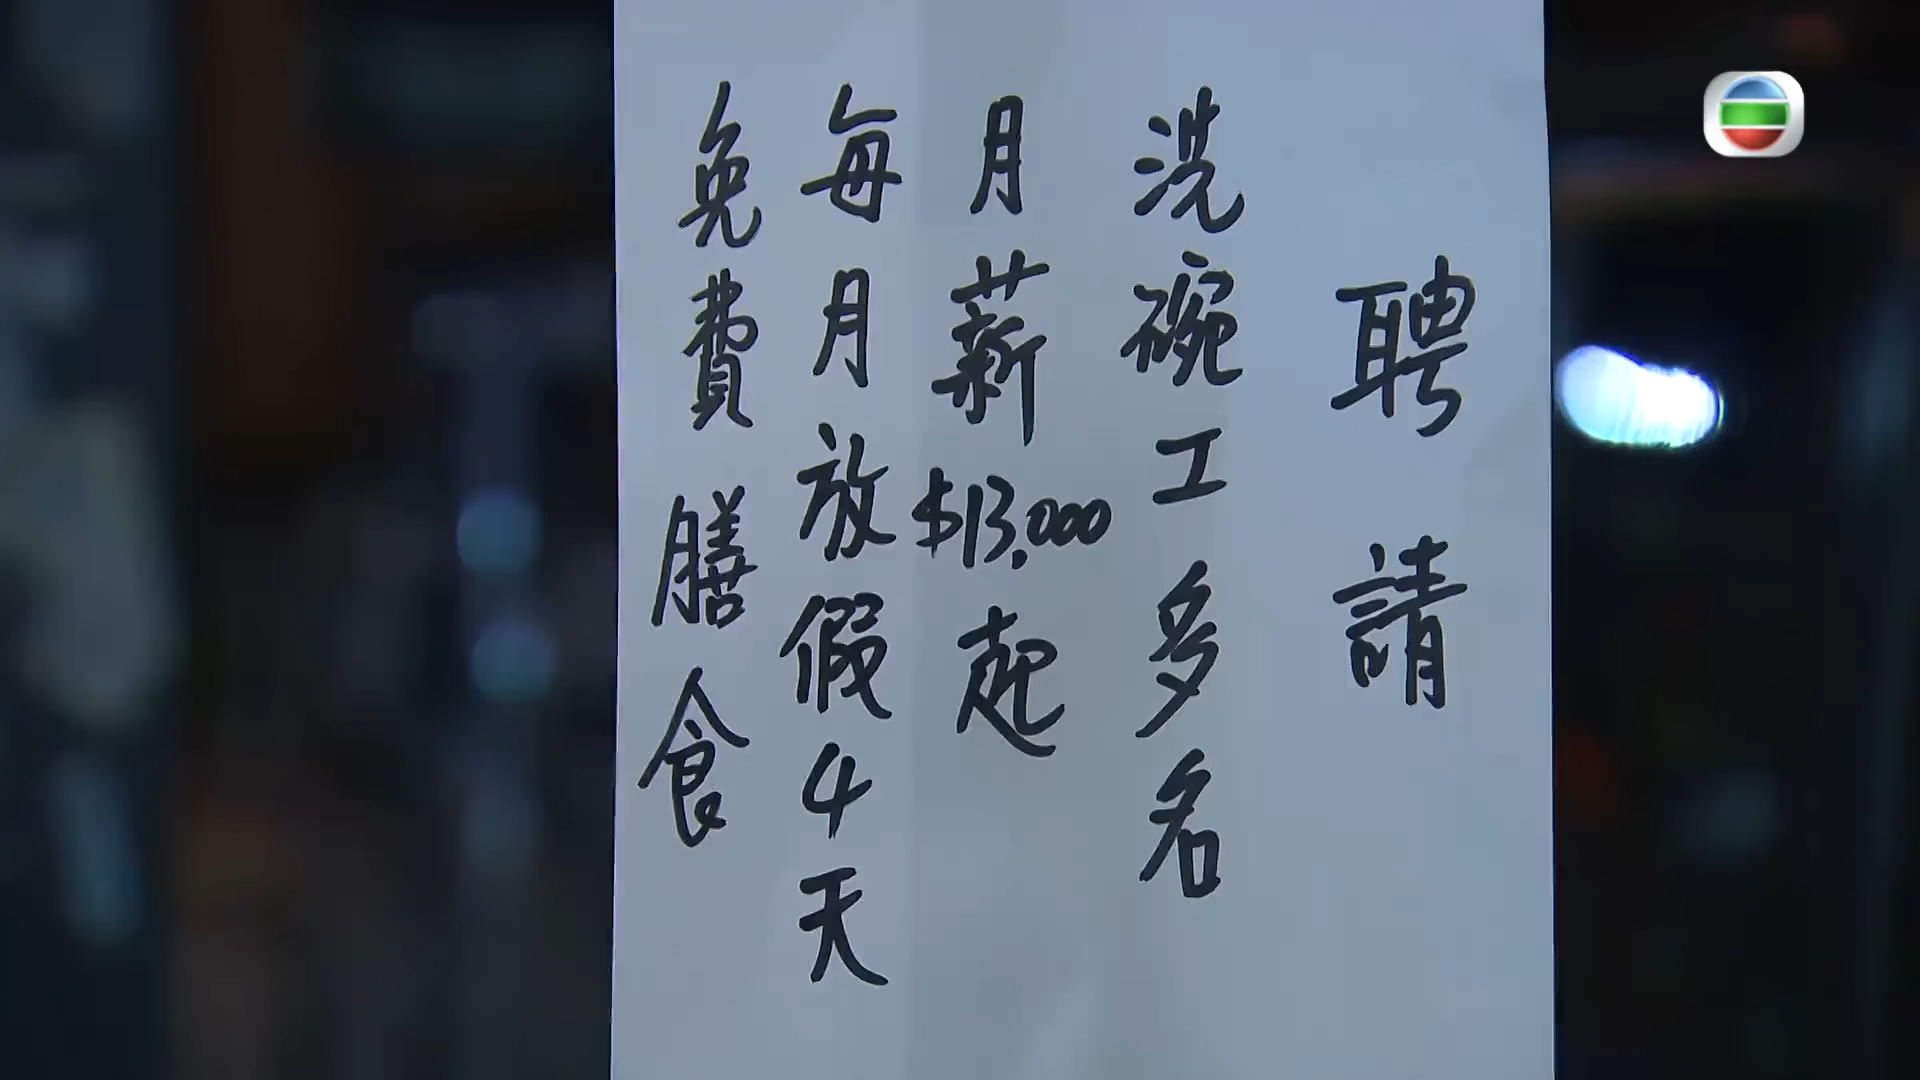 聘請
洗碗工多名
月薪$13,000起
每月放假4天
免費膳食